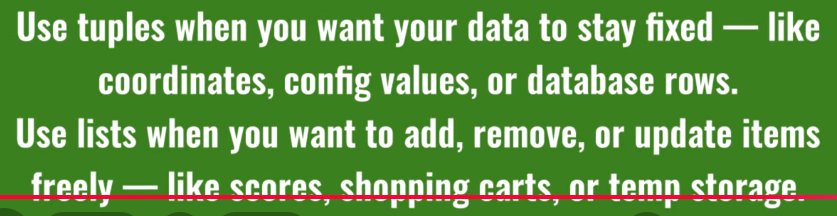 Use tuples when you want your data to stay fixed — like
coordinates, config values, or database rows.
Use lists when you want to add, remove, or update items
freely — like scores, shopping carts, or temp storage.